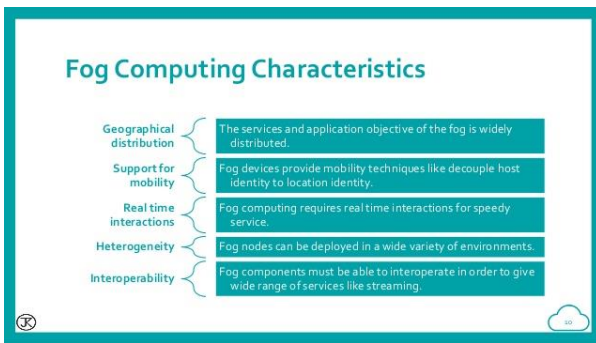 Fog Computing Characteristics
Geographical
distribution
The services and application objective of the fog is widely
distributed.
Support for
mobility
Fog devices provide mobility techniques like decouple host
identity to location identity.
Real time
interactions
Fog computing requires real time interactions for speedy
service.
Heterogeneity
Fog nodes can be deployed in a wide variety of environments.
Interoperability
Fog components must be able to interoperate in order to give
wide range of services like streaming.
10